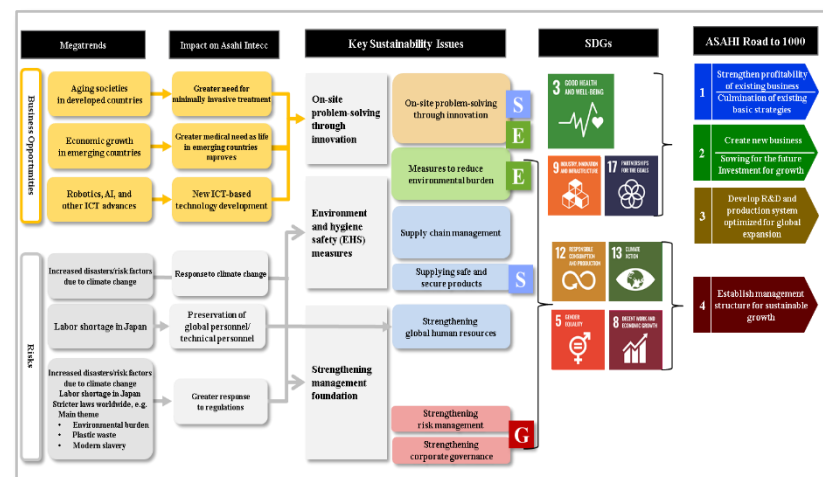 Megatrends
Impact on Asahi Intecc
Key Sustainability Issues
SDGs
ASAHI Road to 1000
Business Opportunities
Aging societies
in developed countries
Greater need for
minimally invasive treatment
Economic growth
in emerging countries
Greater medical need as life
in emerging countries
mproves
Robotics, AI, and
other ICT advances
New ICT-based
technology development
Risks
Increased disasters/risk factors
due to climate change
Response to climate change
Labor shortage in Japan
Preservation of
global personnel/
technical personnel
Increased disasters/risk factors
due to climate change
Labor shortage in Japan
Stricter laws worldwide, e.g.
Main theme
• Environmental burden
• Plastic waste
• Modern slavery
Greater response
to regulations
On-site
problem-solving
through
innovation
Environment
and hygiene
safety (EHS)
measures
Strengthening
management
foundation
On-site problem-solving
through innovation
S
E
Measures to reduce
environmental burden
E
Supply chain management
Supplying safe and
secure products
S
Strengthening
global human resources
Strengthening
risk management
Strengthening
corporate governance
G
3 GOOD HEALTH
AND WELL-BEING
9 INDUSTRY, INNOVATION
AND INFRASTRUCTURE
17 PARTNERSHIPS
FOR THE GOALS
12 RESPONSIBLE
CONSUMPTION
AND PRODUCTION
13 CLIMATE
ACTION
5 GENDER
EQUALITY
8 DECENT WORK AND
ECONOMIC GROWTH
1
Strengthen profitability
of existing business
Culmination of existing
basic strategies
2
Create new business
Sowing for the future
Investment for growth
3
Develop R&D and
production system
optimized for global
expansion
4
Establish management
structure for sustainable
growth